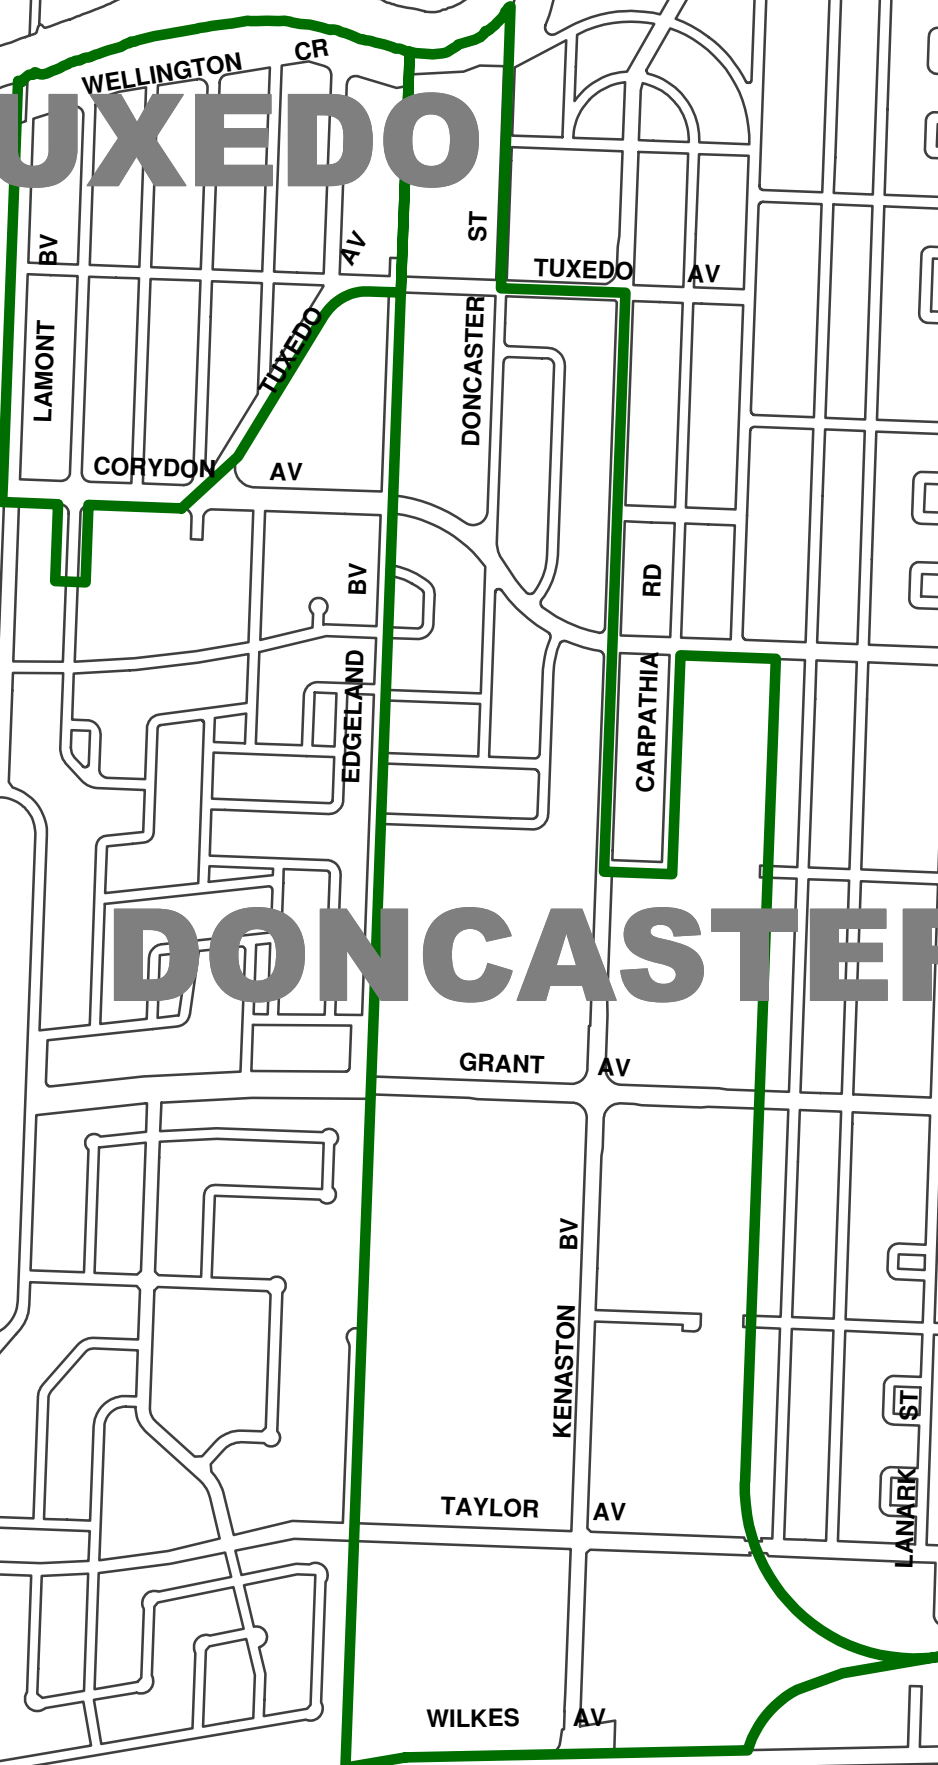 WELLINGTON CR
UXEDO
BV
AV
ST
TUXEDO AV
LAMONT
TUXEDO
DONCASTER
CORYDON AV
BV
RD
EDGELAND
CARPATHIA
DONCASTER
GRANT AV
BV
KENASTON
ST
LANARK
TAYLOR AV
WILKES AV